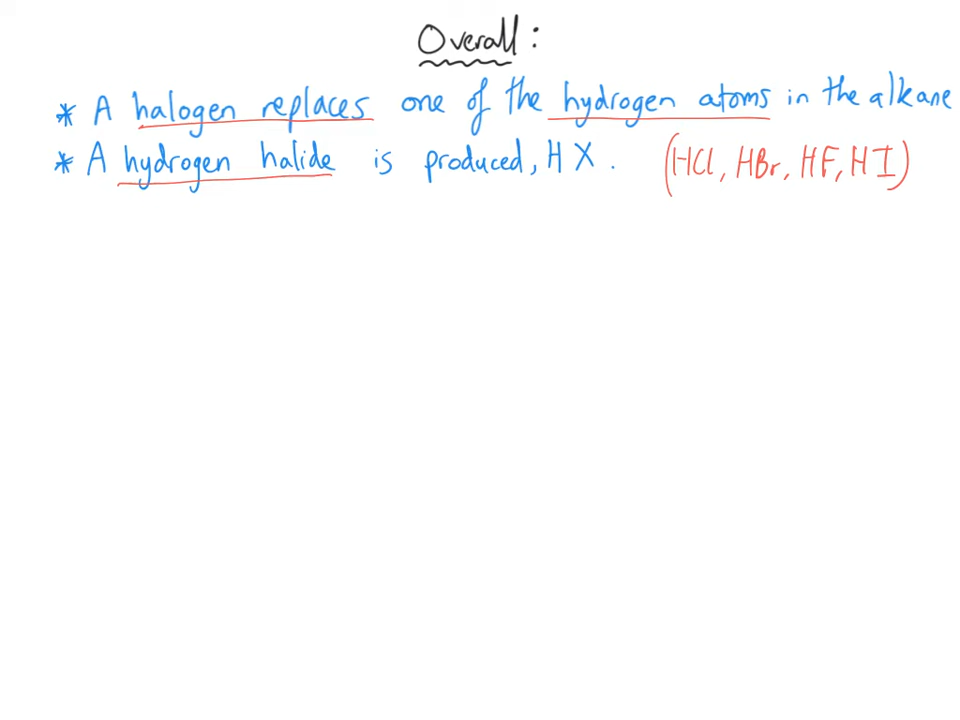 Overall:
* A halogen replaces one of the hydrogen atoms in the alkane
* A hydrogen halide is produced, HX. (HCl, HBr, HF, HI)